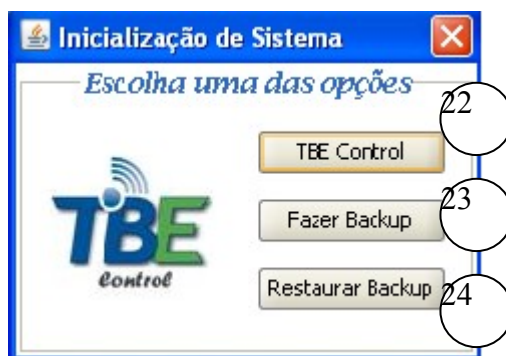 Inicialização de Sistema
Escolha uma das opções
22
TBE Control
23
TBE
Control
Fazer Backup
24
Restaurar Backup